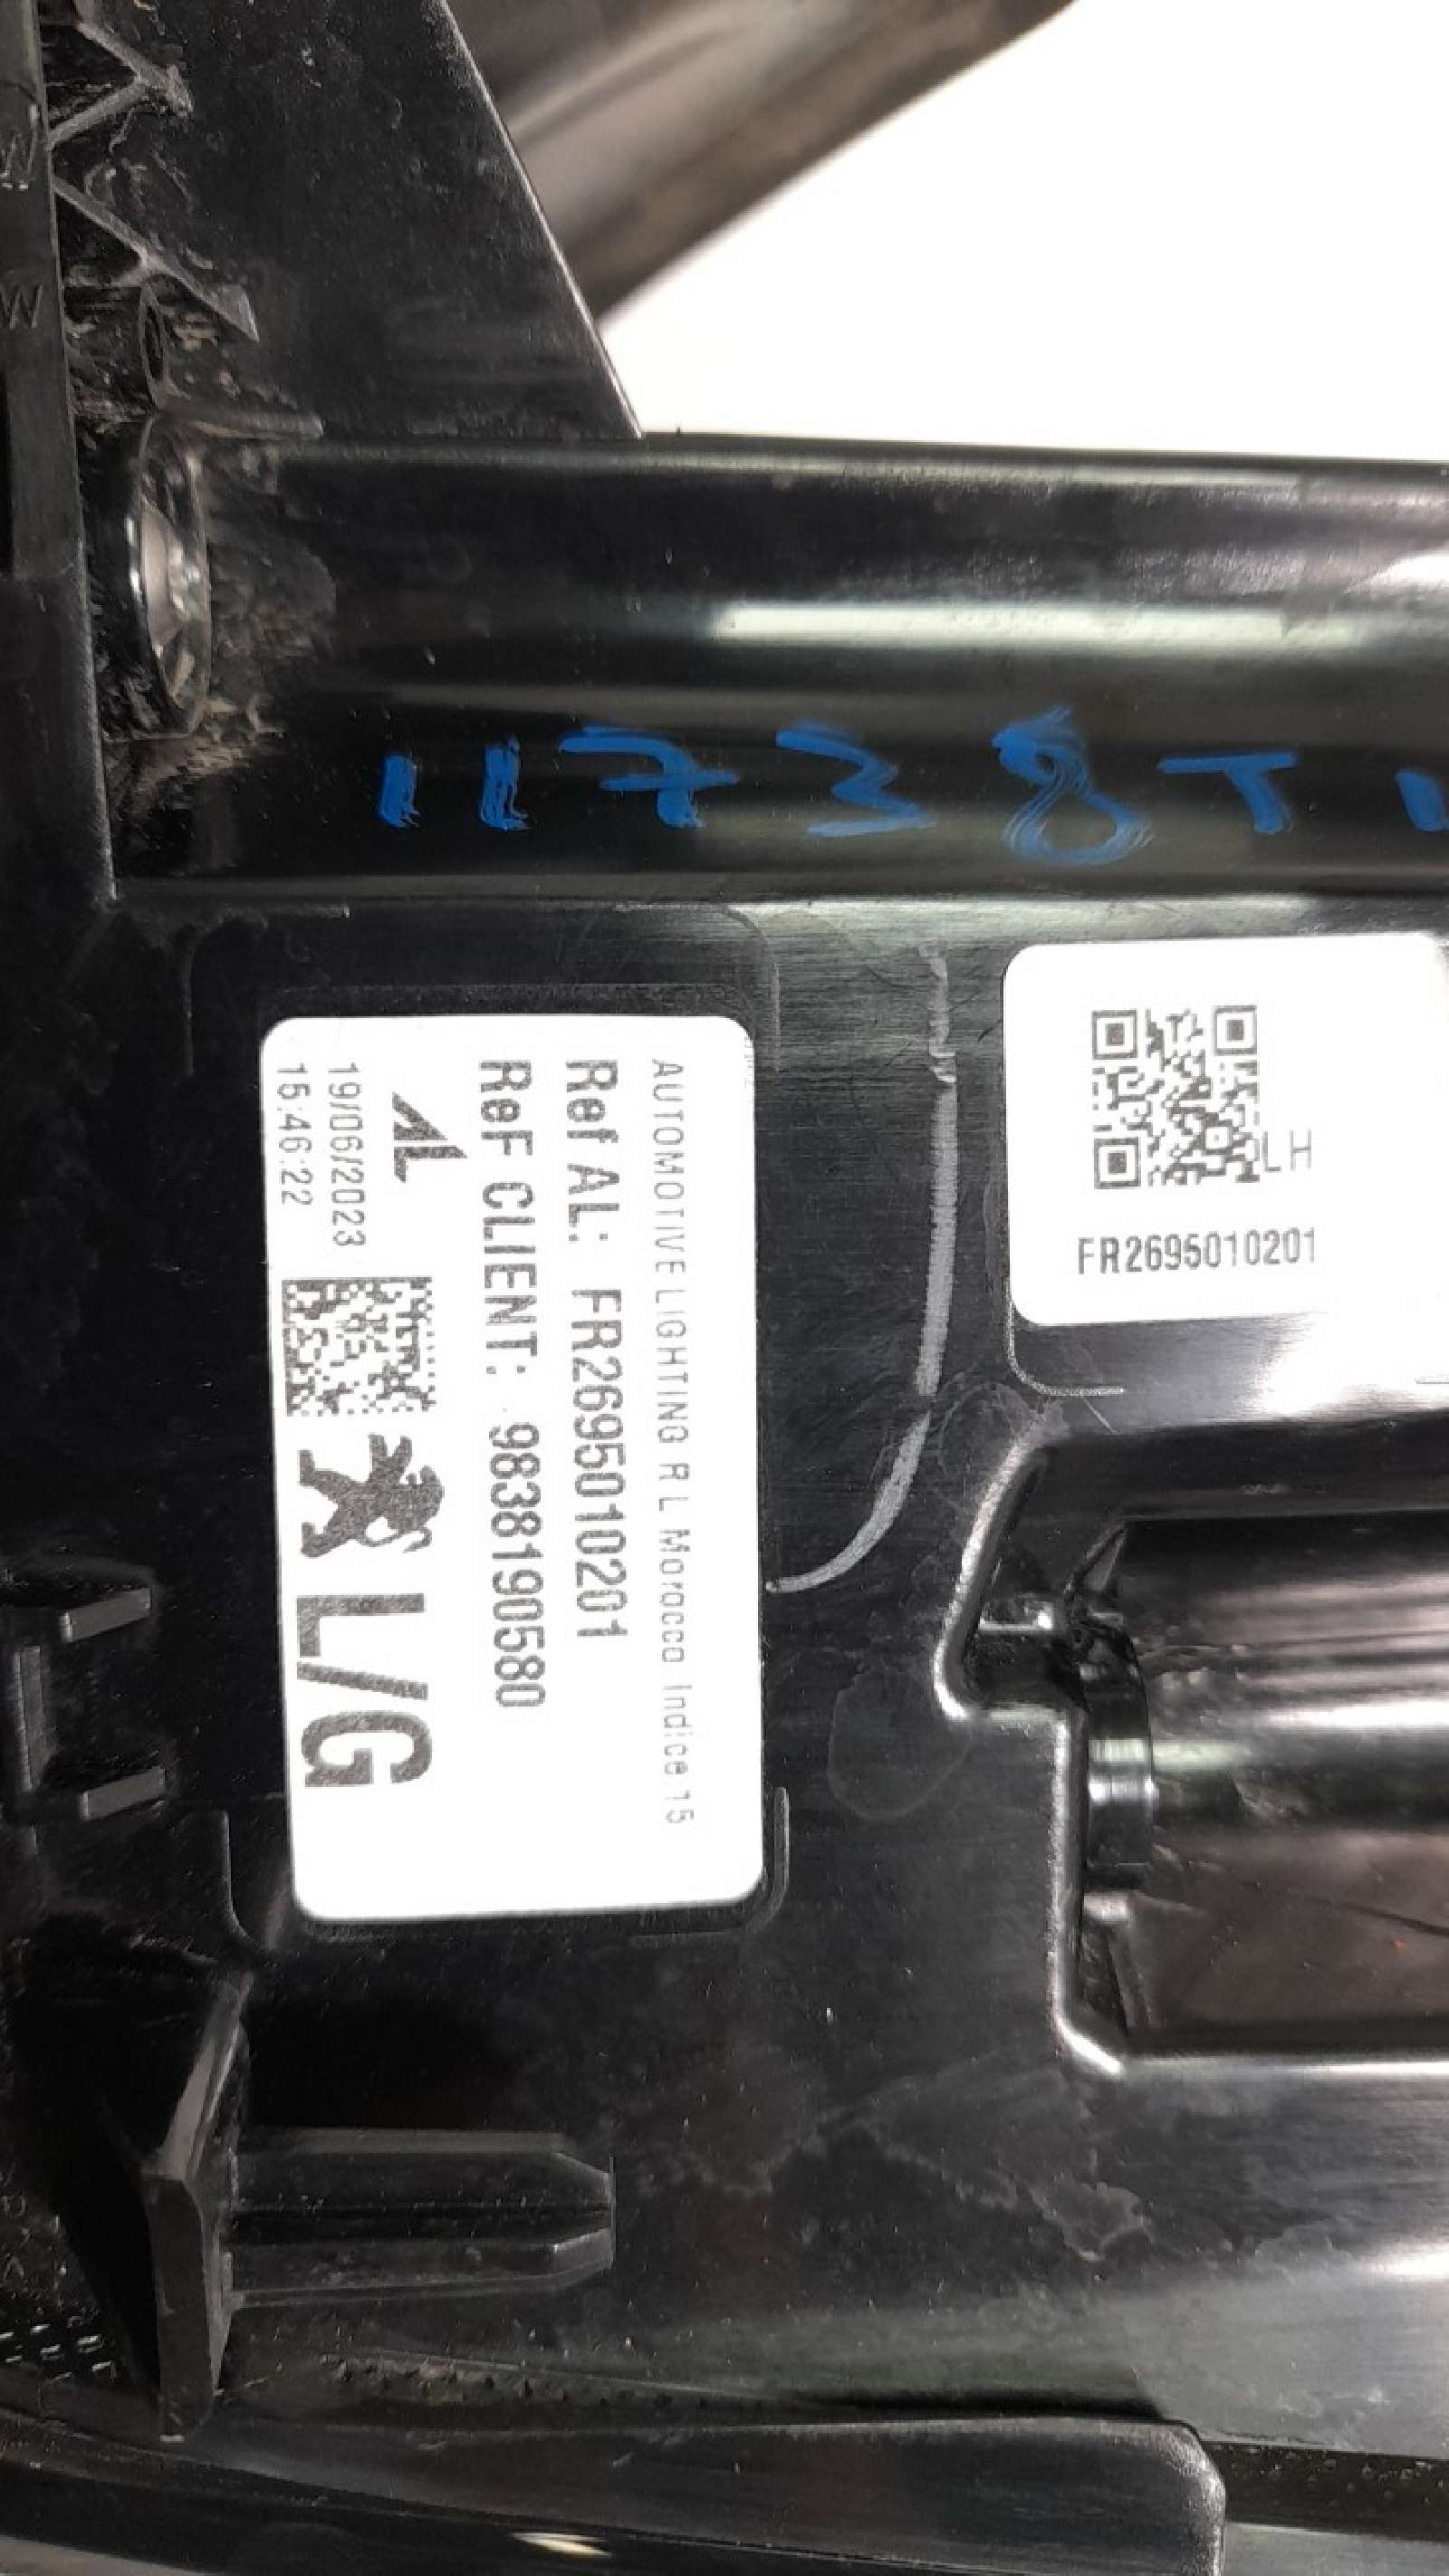 11738T
LH
FR2695010201
AUTOMOTIVE LIGHTING RL Morocco Indice 15
Ref AL: FR2695010201
ReF CLIENT: 9838190580
AL
19/06/2023
15:46:22
L/G
W